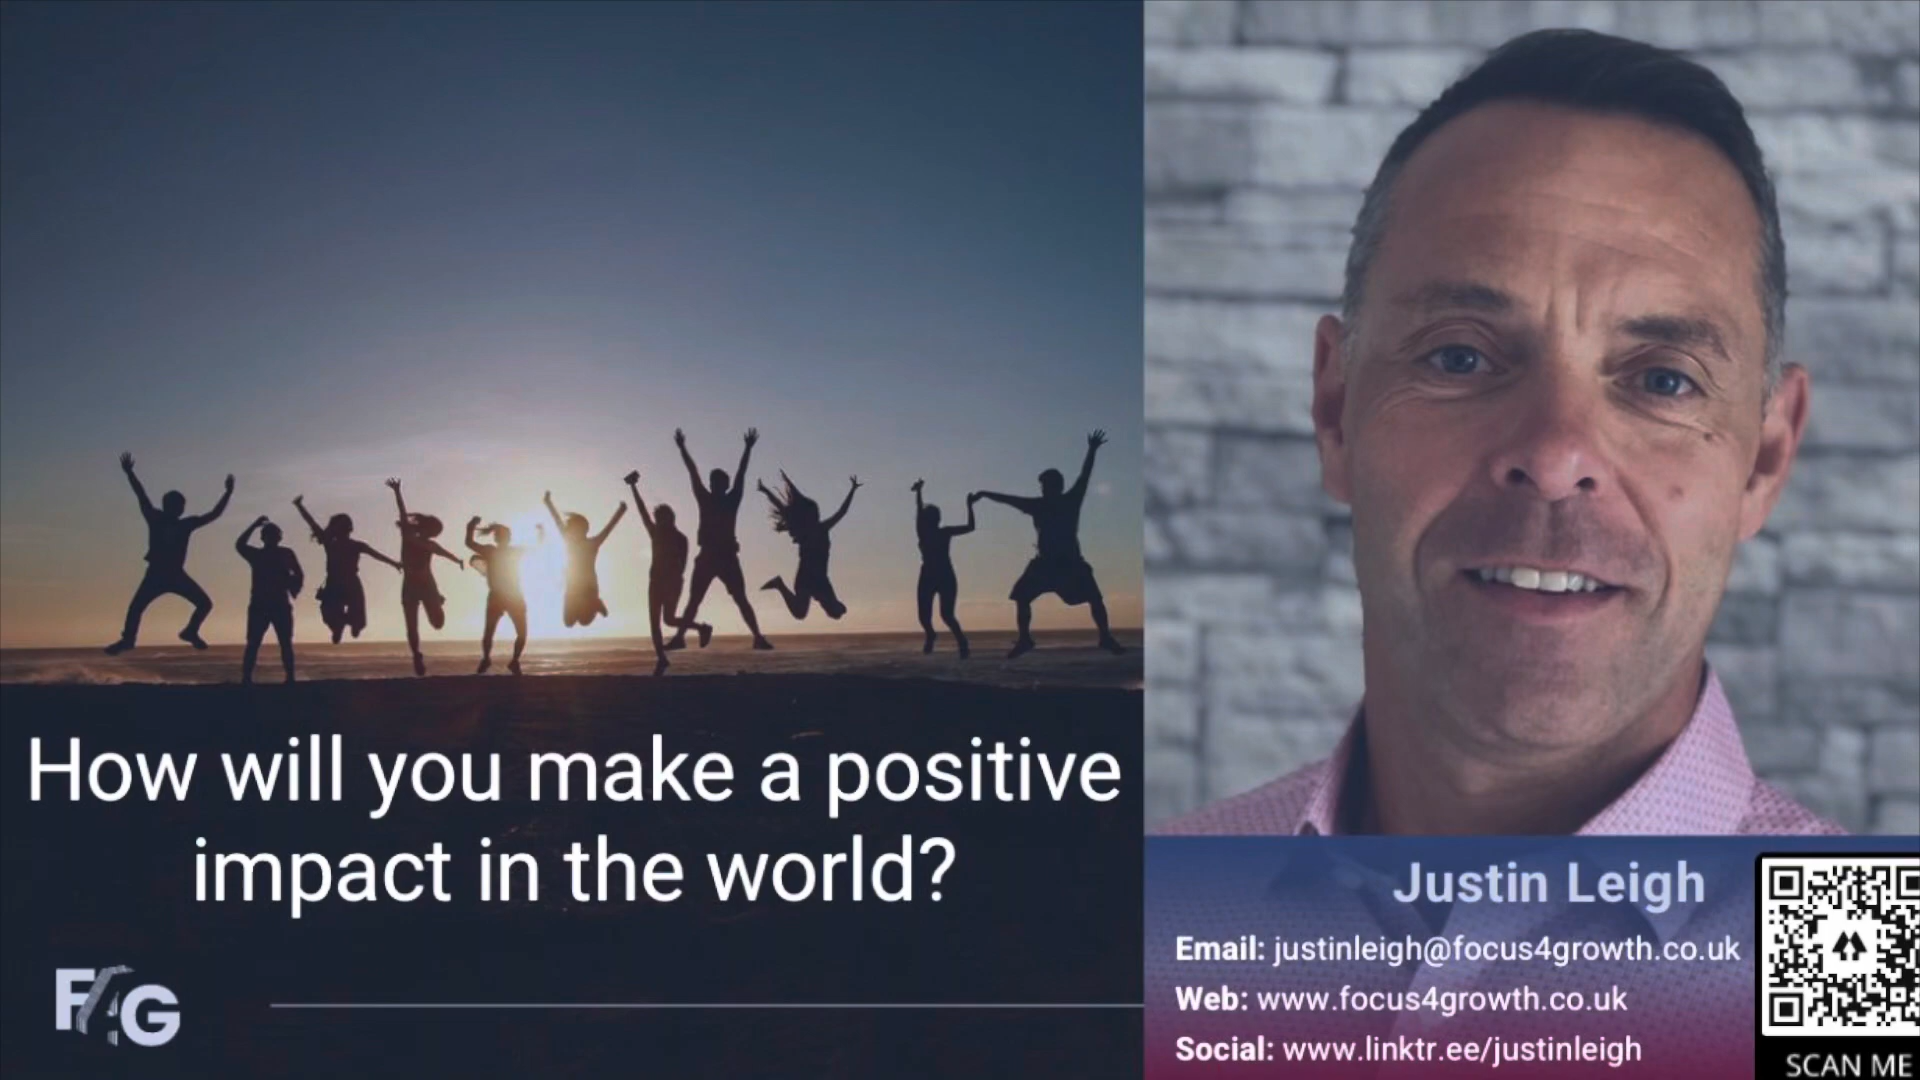 How will you make a positive
impact in the world?
F4G
Justin Leigh
Email: justinleigh@focus4growth.co.uk
Web: www.focus4growth.co.uk
Social: www.linktr.ee/justinleigh
SCAN ME